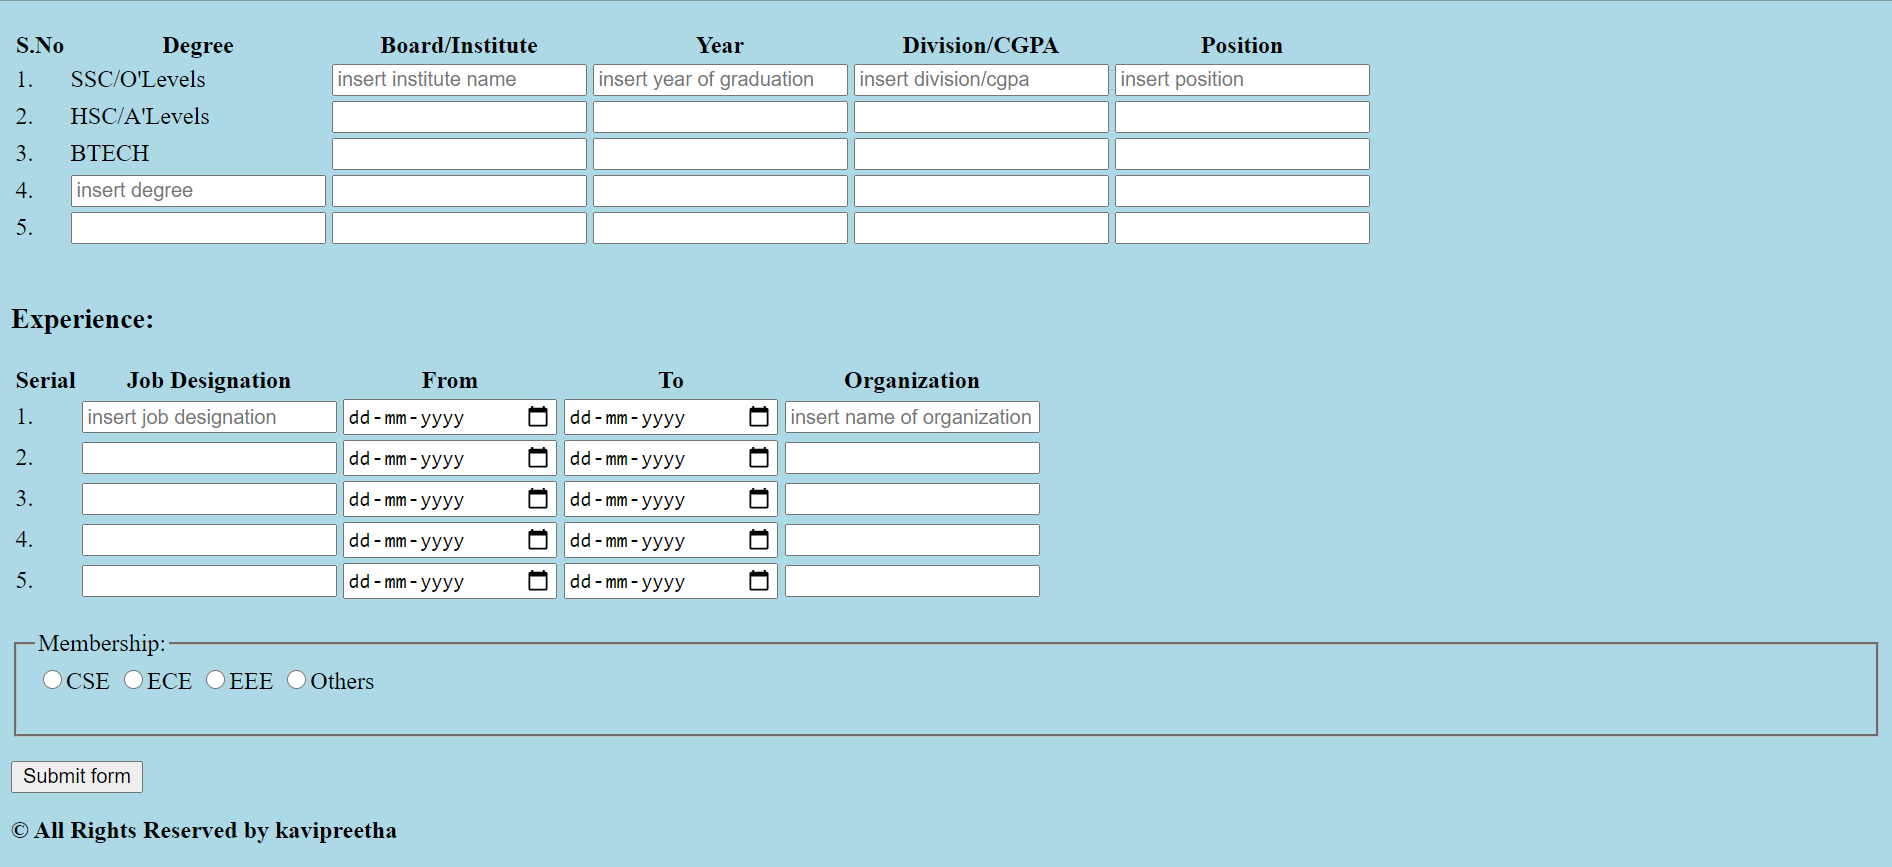 S.No Degree Board/Institute Year Division/CGPA Position
1. SSC/O'Levels insert institute name insert year of graduation insert division/cgpa insert position
2. HSC/A'Levels
3. BTECH
4. insert degree
5.
Experience:
Serial Job Designation From To Organization
1. insert job designation dd-mm-yyyy dd-mm-yyyy insert name of organization
2. dd-mm-yyyy dd-mm-yyyy
3. dd-mm-yyyy dd-mm-yyyy
4. dd-mm-yyyy dd-mm-yyyy
5. dd-mm-yyyy dd-mm-yyyy
Membership:
CSE ECE EEE Others
Submit form
© All Rights Reserved by kavipreetha